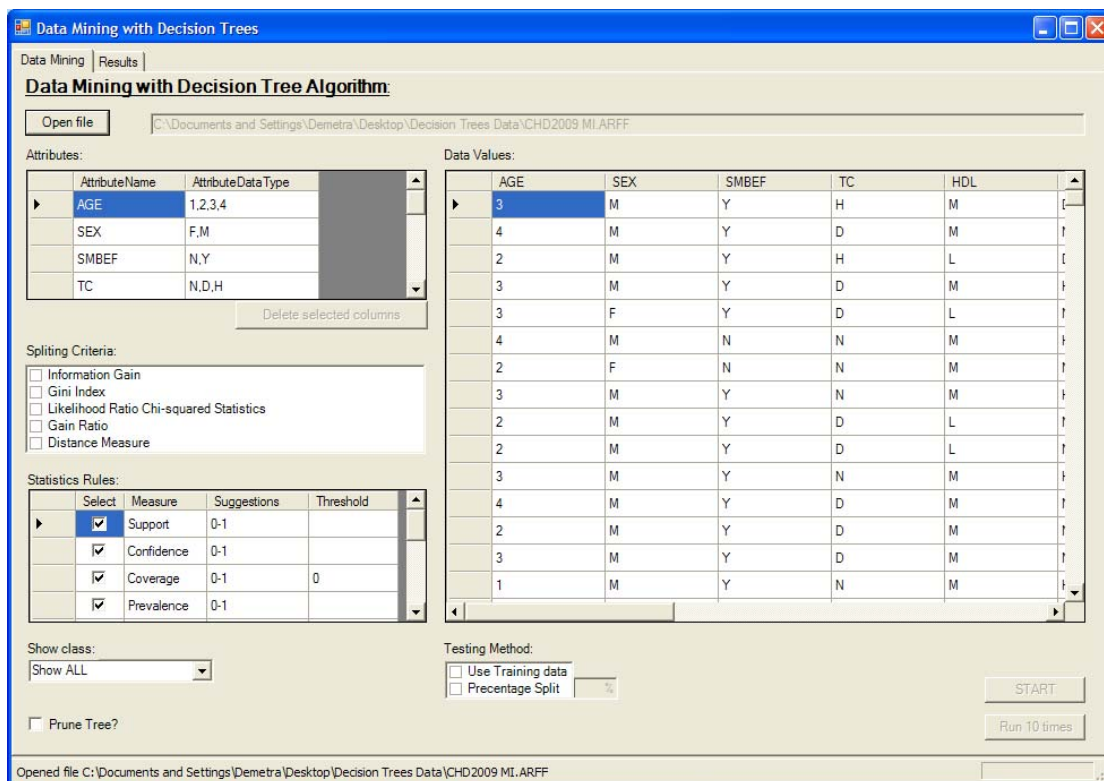 Data Mining with Decision Trees
Data Mining Results
Data Mining with Decision Tree Algorithm:
Open file C:\Documents and Settings\Demetra\Desktop\Decision Trees Data\CHD2009 MI.ARFF
Attributes:
AttributeName AttributeDataType
AGE 1,2,3,4
SEX F,M
SMBEF N,Y
TC N,D,H
Delete selected columns
Spliting Criteria:
Information Gain
Gini Index
Likelihood Ratio Chi-squared Statistics
Gain Ratio
Distance Measure
Statistics Rules:
Select Measure Suggestions Threshold
Support 0-1
Confidence 0-1
Coverage 0-1 0
Prevalence 0-1
Show class:
Show ALL
Prune Tree?
Data Values:
AGE SEX SMBEF TC HDL
3 M Y H M
4 M Y D M
2 M Y H L
3 M Y D M
3 F Y D L
4 M N N M
2 F N N M
3 M Y N M
2 M Y D L
2 M Y D L
3 M Y N M
4 M Y D M
2 M Y D M
3 M Y D M
1 M Y N M
Testing Method:
Use Training data
Precentage Split %
START
Run 10 times
Opened file C:\Documents and Settings\Demetra\Desktop\Decision Trees Data\CHD2009 MI.ARFF